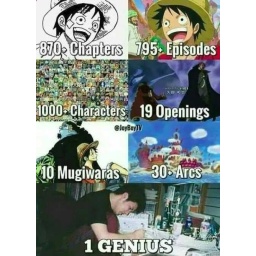 870+ Chapters
795+ Episodes
1000+ Characters
19 Openings
@JoyBoyTV
10 Mugiwaras
30+ Arcs
1 GENIUS